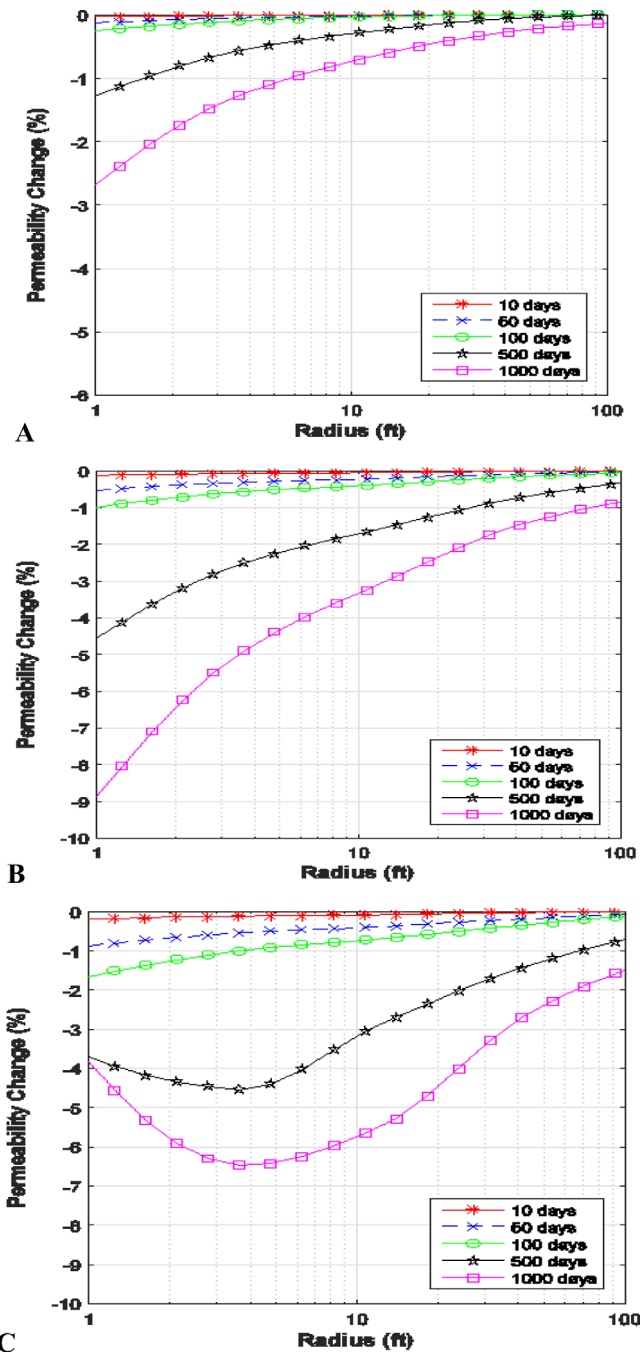 0
-1
-2
-3
-4
-5
-6
Permeability Change (%)
10 days
50 days
100 days
500 days
1000 days
1 10 100
Radius (ft)
A
0
-1
-2
-3
-4
-5
-6
-7
-8
-9
-10
Permeability Change (%)
10 days
50 days
100 days
500 days
1000 days
1 10 100
Radius (ft)
B
0
-1
-2
-3
-4
-5
-6
-7
-8
-9
-10
Permeability Change (%)
10 days
50 days
100 days
500 days
1000 days
1 10 100
Radius (ft)
C